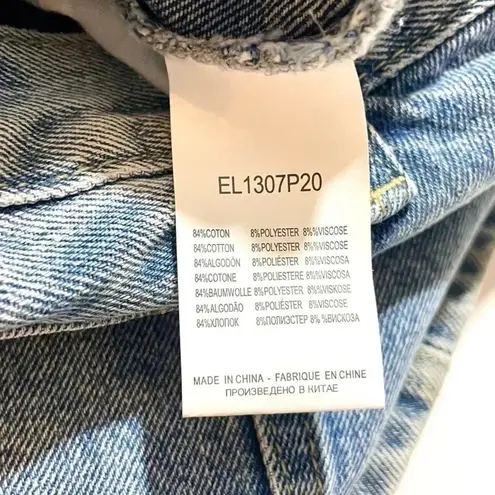 EL1307P20
84%COTON 8%POLYESTER 8%%VISCOSE
84%COTTON 8%POLYESTER 8%%VISCOSE
84%ALGODÓN 8%POLIÉSTER 8%%VISCOSA
84%COTONE 8%POLIESTERE 8%%VISCOSA
84%BAUMWOLLE 8%POLYESTER 8%%VISKOSE
84%ALGODÃO 8%POLIÉSTER 8%%VISCOSE
84%ХЛОПОК 8%ПОЛИЭСТЕР 8% %ВИСКОЗА
MADE IN CHINA - FABRIQUE EN CHINE
ПРОИЗВЕДЕНО В КИТАЕ